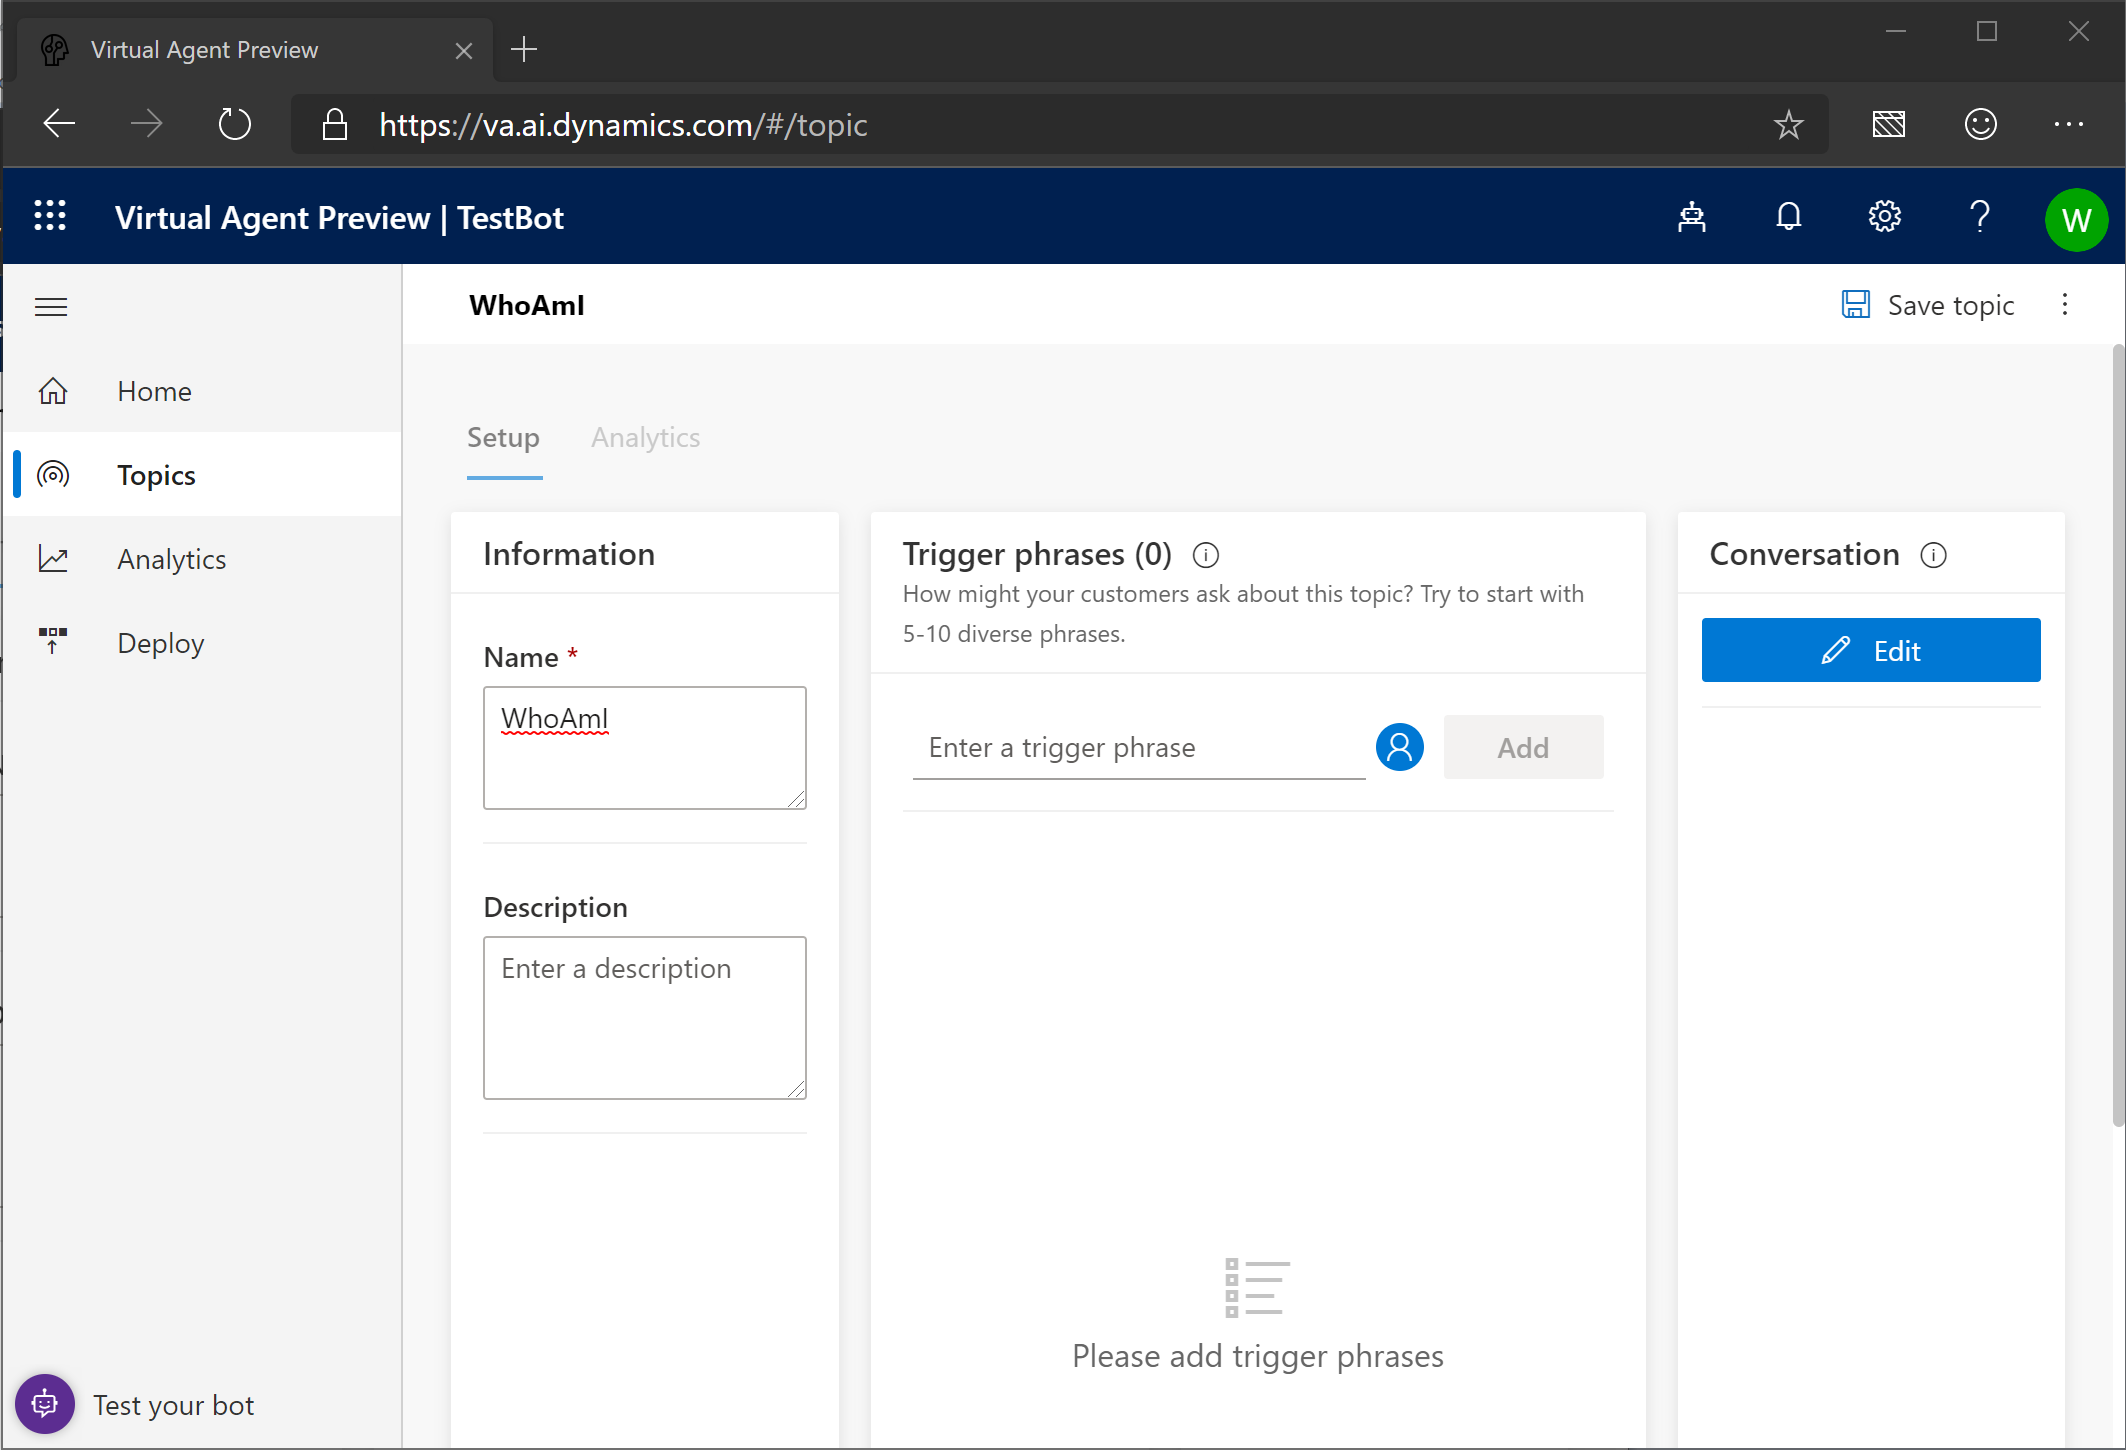 Virtual Agent Preview
https://va.ai.dynamics.com/#/topic
Virtual Agent Preview | TestBot
W
WhoAmI
Save topic
Home
Topics
Analytics
Deploy
Test your bot
Setup
Analytics
Information
Name *
WhoAmI
Description
Enter a description
Trigger phrases (0)
How might your customers ask about this topic? Try to start with
5-10 diverse phrases.
Enter a trigger phrase
Add
Please add trigger phrases
Conversation
Edit